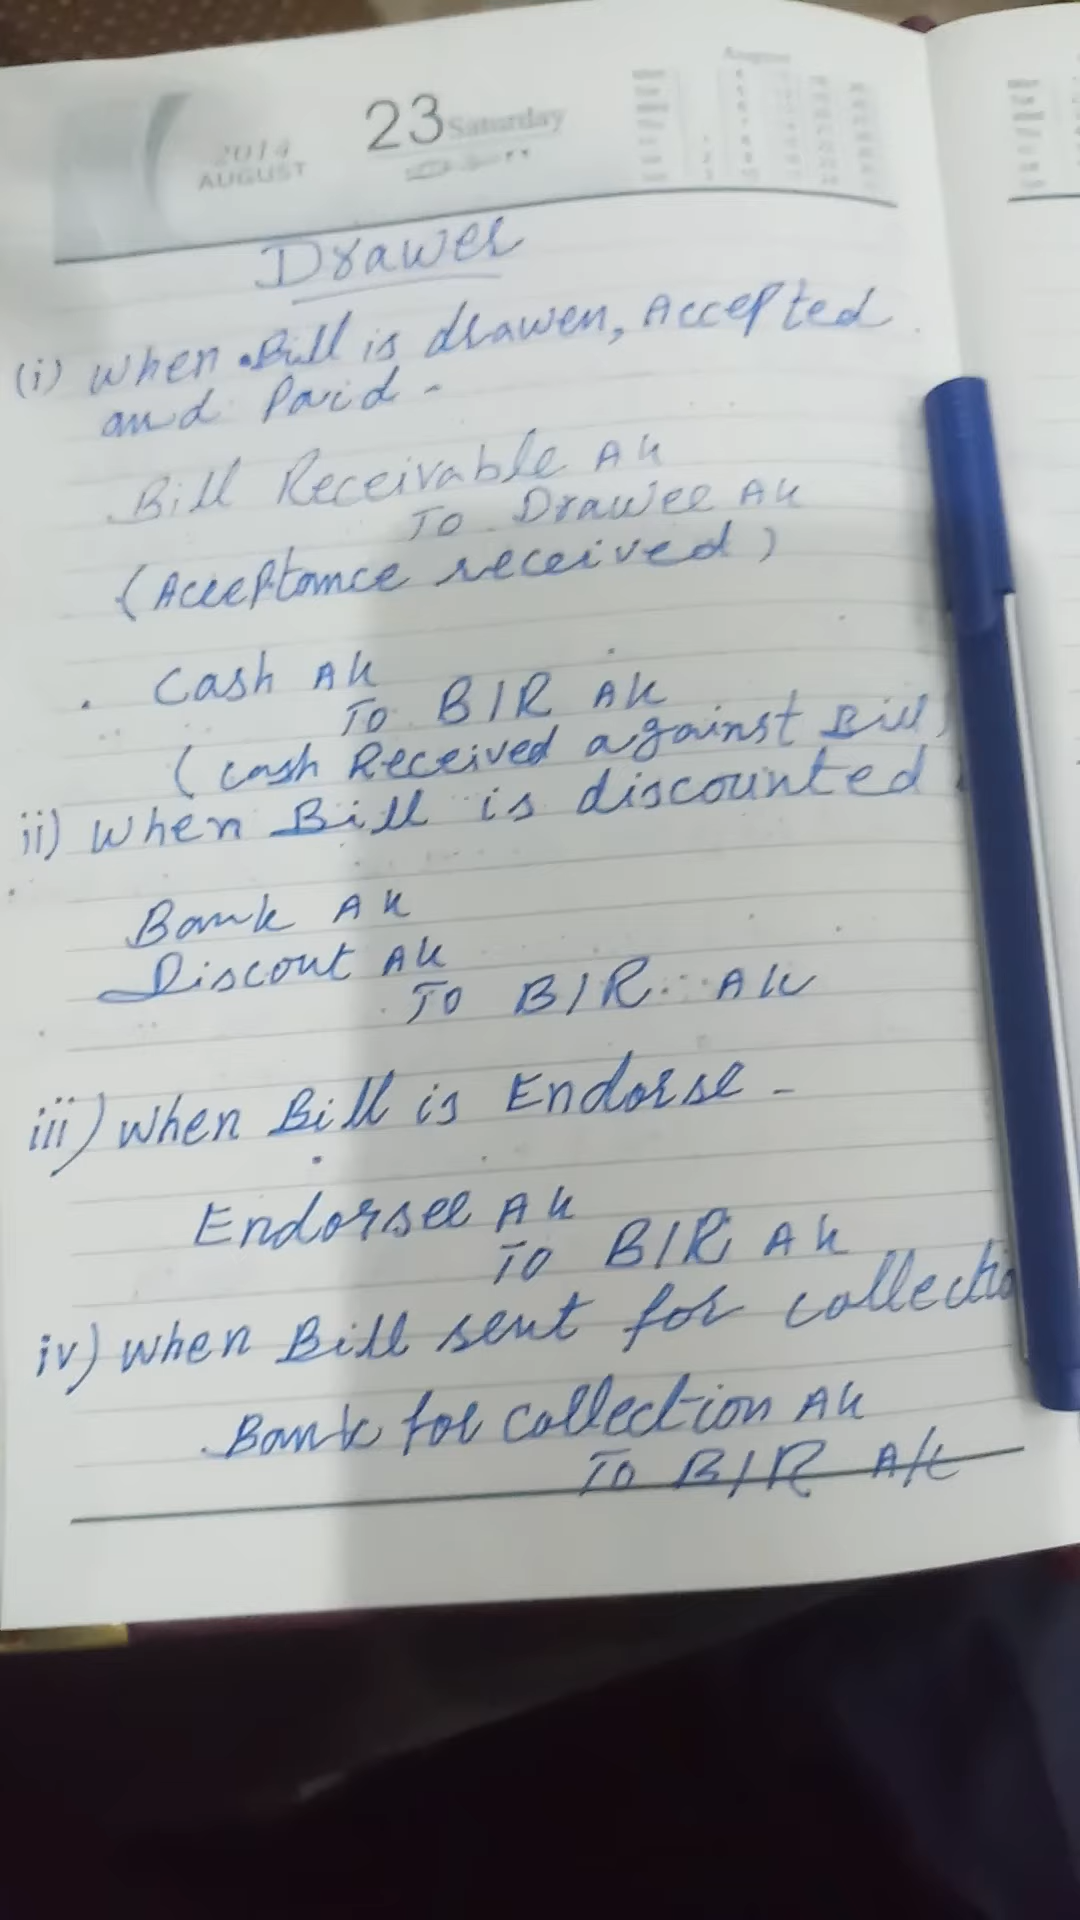 2014
AUGUST
23 Saturday
August
Drawer
(i) When Bill is drawen, Accepted
and Paid -
Bill Receivable A/c
To Drawee A/c
(Acceptance received)
Cash A/c
To B/R A/c
(Cash Received against Bill)
ii) When Bill is discounted
Bank A/c
Discout A/c
To B/R A/c
iii) When Bill is Endorse -
Endorsee A/c
To B/R A/c
iv) When Bill sent for collectio
Bank for Collection A/c
To B/R A/c